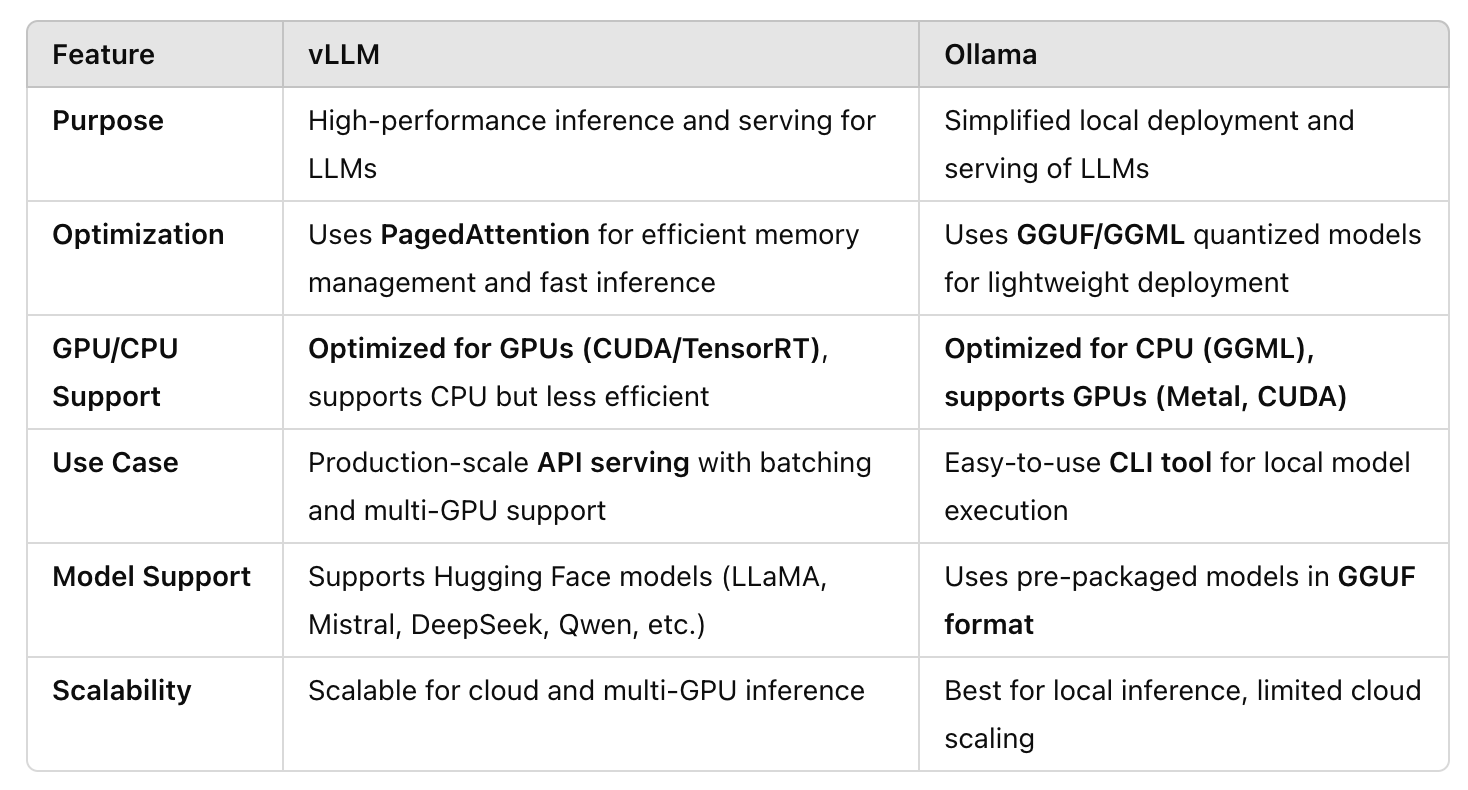 Feature vLLM Ollama
Purpose High-performance inference and serving for Simplified local deployment and
LLMs serving of LLMs
Optimization Uses PagedAttention for efficient memory Uses GGUF/GGML quantized models
management and fast inference for lightweight deployment
GPU/CPU Optimized for GPUs (CUDA/TensorRT), Optimized for CPU (GGML),
Support supports CPU but less efficient supports GPUs (Metal, CUDA)
Use Case Production-scale API serving with batching Easy-to-use CLI tool for local model
and multi-GPU support execution
Model Support Supports Hugging Face models (LLaMA, Uses pre-packaged models in GGUF
Mistral, DeepSeek, Qwen, etc.) format
Scalability Scalable for cloud and multi-GPU inference Best for local inference, limited cloud
scaling